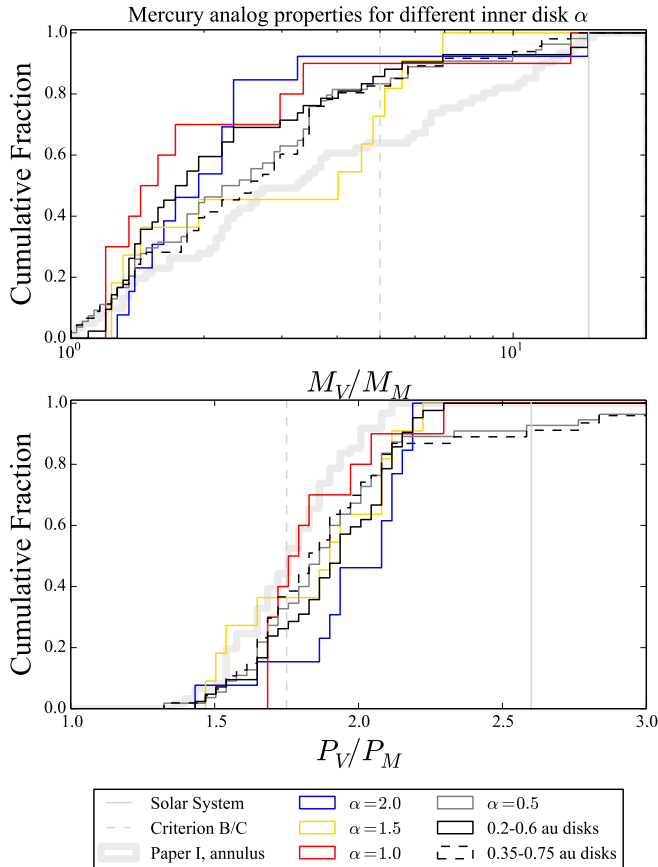 Mercury analog properties for different inner disk α
1.0
0.8
0.6
0.4
0.2
0.0
Cumulative Fraction
10⁰
10¹
M_V/M_M
1.0
0.8
0.6
0.4
0.2
0.0
Cumulative Fraction
1.0 1.5 2.0 2.5 3.0
P_V/P_M
Solar System α=2.0 α=0.5
Criterion B/C α=1.5 0.2-0.6 au disks
Paper I, annulus α=1.0 0.35-0.75 au disks